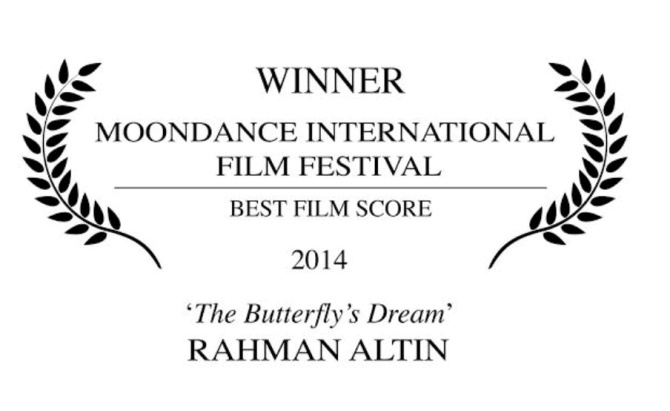 WINNER
MOONDANCE INTERNATIONAL
FILM FESTIVAL
BEST FILM SCORE
2014
‘The Butterfly’s Dream’
RAHMAN ALTIN